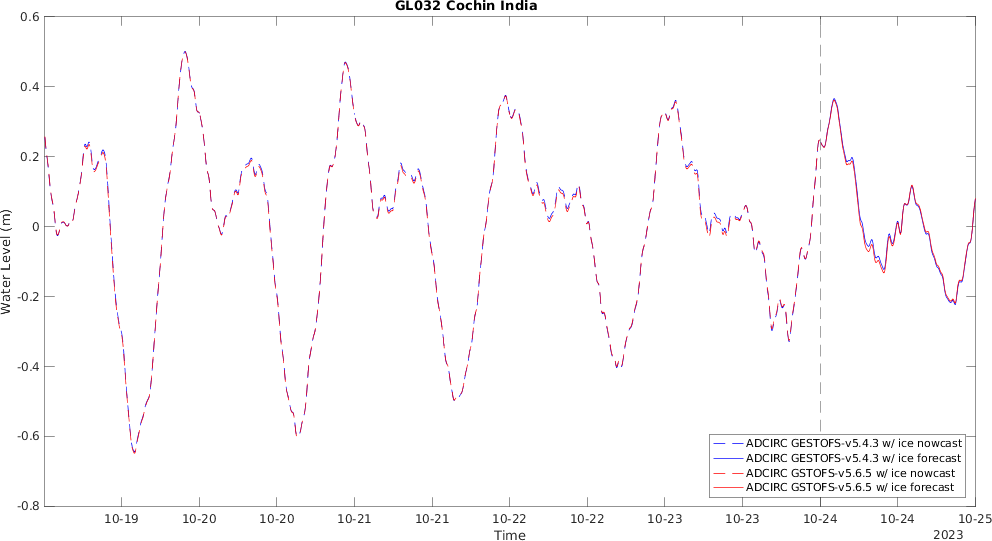 GL032 Cochin India
0.6
0.4
0.2
0
-0.2
-0.4
-0.6
-0.8
Water Level (m)
ADCIRC GESTOFS-v5.4.3 w/ ice nowcast
ADCIRC GESTOFS-v5.4.3 w/ ice forecast
ADCIRC GSTOFS-v5.6.5 w/ ice nowcast
ADCIRC GSTOFS-v5.6.5 w/ ice forecast
10-19 10-20 10-20 10-21 10-21 10-22 10-22 10-23 10-23 10-24 10-24 10-25
Time
2023